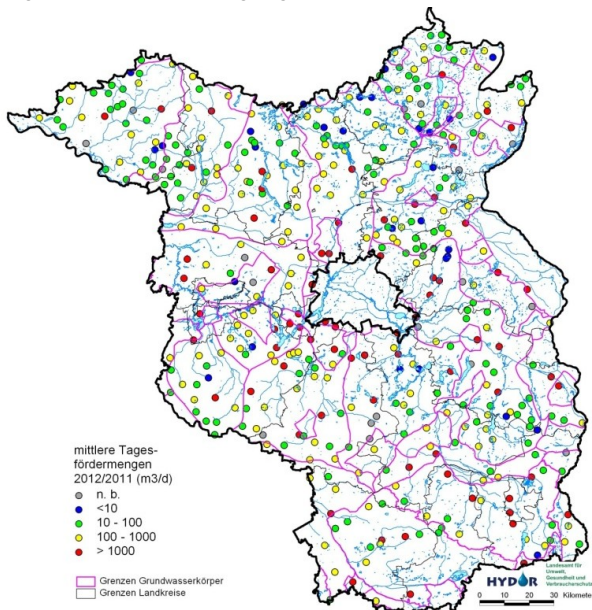 mittlere Tages-
fördermengen
2012/2011 (m3/d)
n. b.
<10
10 - 100
100 - 1000
> 1000
Grenzen Grundwasserkörper
Grenzen Landkreise
HYDOR
Landesamt für
Umwelt,
Gesundheit und
Verbraucherschutz
0 10 20 30 Kilomete